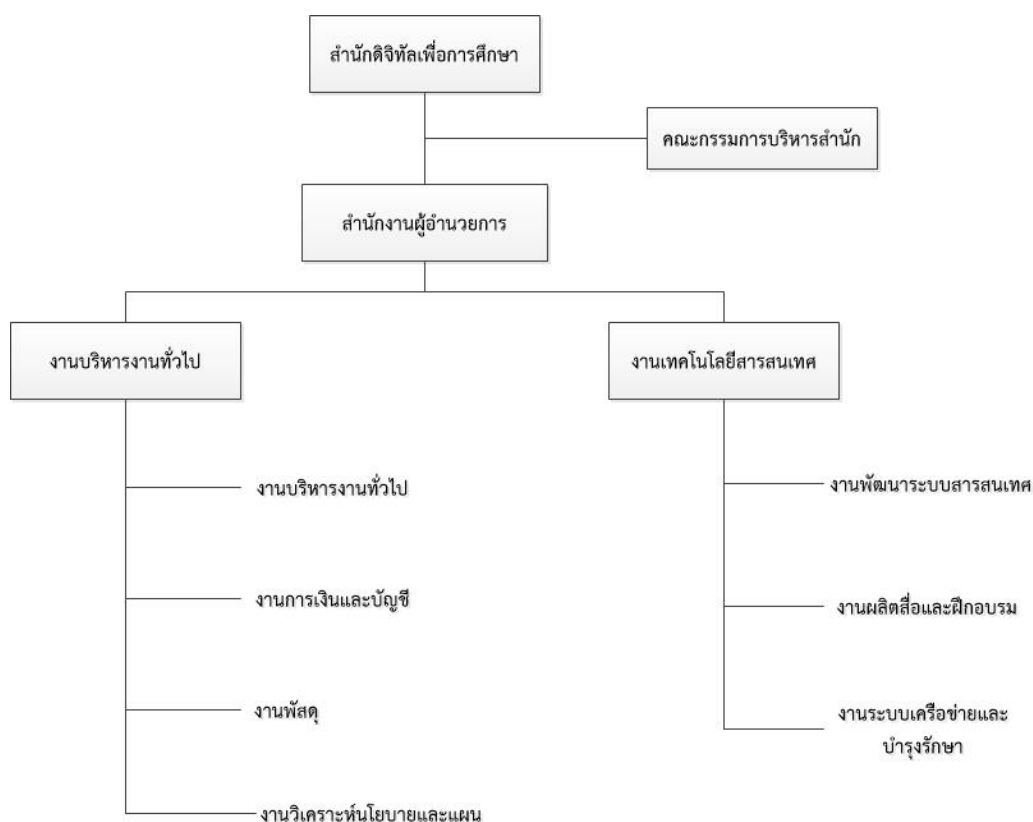 สำนักดิจิทัลเพื่อการศึกษา
คณะกรรมการบริหารสำนัก
สำนักงานผู้อำนวยการ
งานบริหารงานทั่วไป
งานเทคโนโลยีสารสนเทศ
งานบริหารงานทั่วไป
งานการเงินและบัญชี
งานพัสดุ
งานวิเคราะห์นโยบายและแผน
งานพัฒนาระบบสารสนเทศ
งานผลิตสื่อและฝึกอบรม
งานระบบเครือข่ายและ
บำรุงรักษา